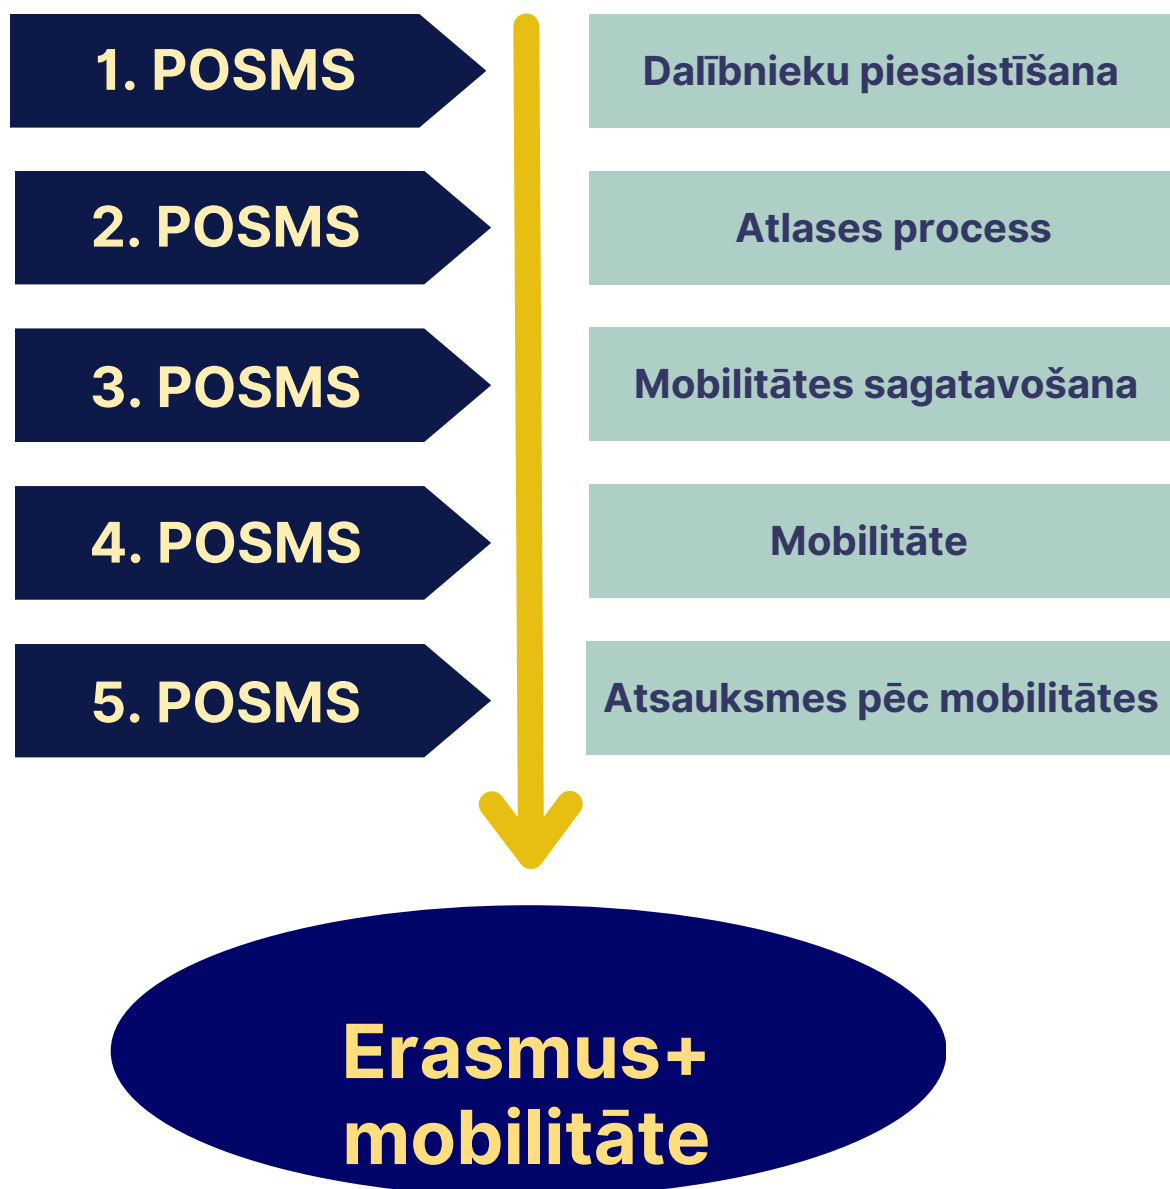 1. POSMS
Dalībnieku piesaistīšana
2. POSMS
Atlases process
3. POSMS
Mobilitātes sagatavošana
4. POSMS
Mobilitāte
5. POSMS
Atsauksmes pēc mobilitātes
Erasmus+
mobilitāte